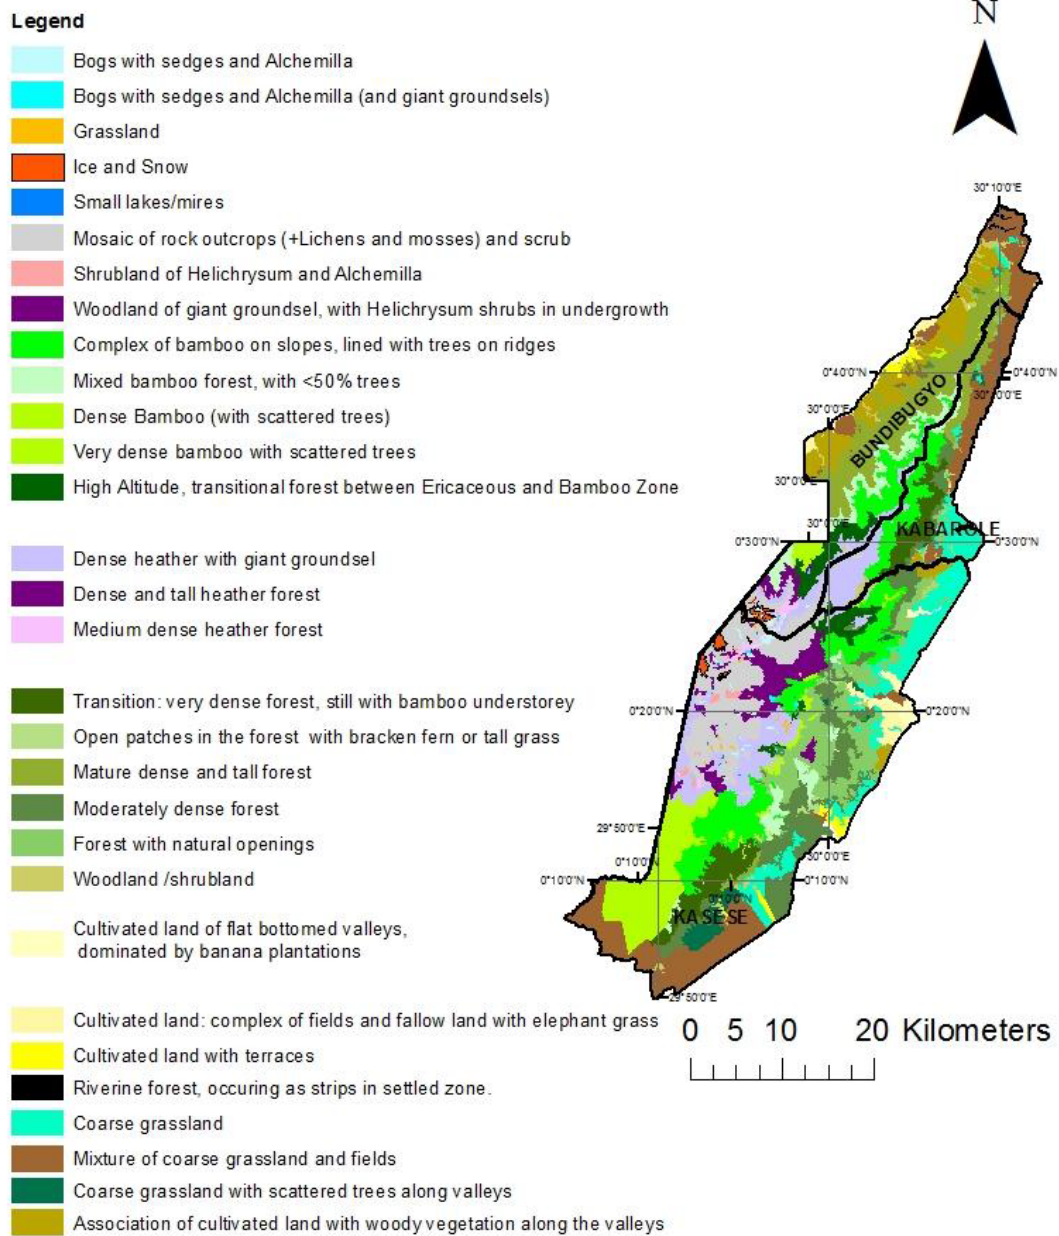 Legend
Bogs with sedges and Alchemilla
Bogs with sedges and Alchemilla (and giant groundsels)
Grassland
Ice and Snow
Small lakes/mires
Mosaic of rock outcrops (+Lichens and mosses) and scrub
Shrubland of Helichrysum and Alchemilla
Woodland of giant groundsel, with Helichrysum shrubs in undergrowth
Complex of bamboo on slopes, lined with trees on ridges
Mixed bamboo forest, with <50% trees
Dense Bamboo (with scattered trees)
Very dense bamboo with scattered trees
High Altitude, transitional forest between Ericaceous and Bamboo Zone
Dense heather with giant groundsel
Dense and tall heather forest
Medium dense heather forest
Transition: very dense forest, still with bamboo understorey
Open patches in the forest with bracken fern or tall grass
Mature dense and tall forest
Moderately dense forest
Forest with natural openings
Woodland /shrubland
Cultivated land of flat bottomed valleys,
dominated by banana plantations
Cultivated land: complex of fields and fallow land with elephant grass
Cultivated land with terraces
Riverine forest, occuring as strips in settled zone.
Coarse grassland
Mixture of coarse grassland and fields
Coarse grassland with scattered trees along valleys
Association of cultivated land with woody vegetation along the valleys
N
30°10'0"E
0°40'0"N
0°40'0"N
30°0'0"E
BUNDIBUGYO
30°0'0"E
30°0'0"E
KABAROLE
0°30'0"N
0°30'0"N
0°20'0"N
0°20'0"N
29°50'0"E
30°0'0"E
0°10'0"N
0°10'0"N
0°10'0"N
KASESE
29°50'0"E
0 5 10 20 Kilometers